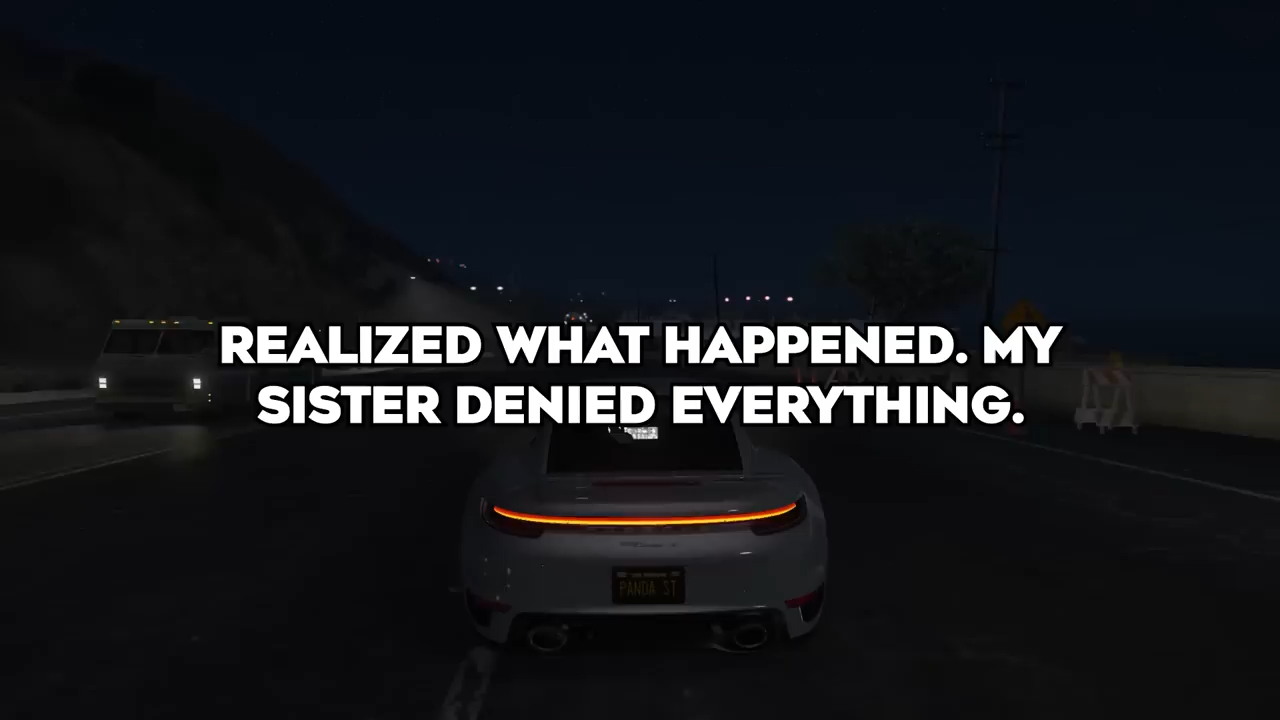 REALIZED WHAT HAPPENED. MY
SISTER DENIED EVERYTHING.
PANDA ST